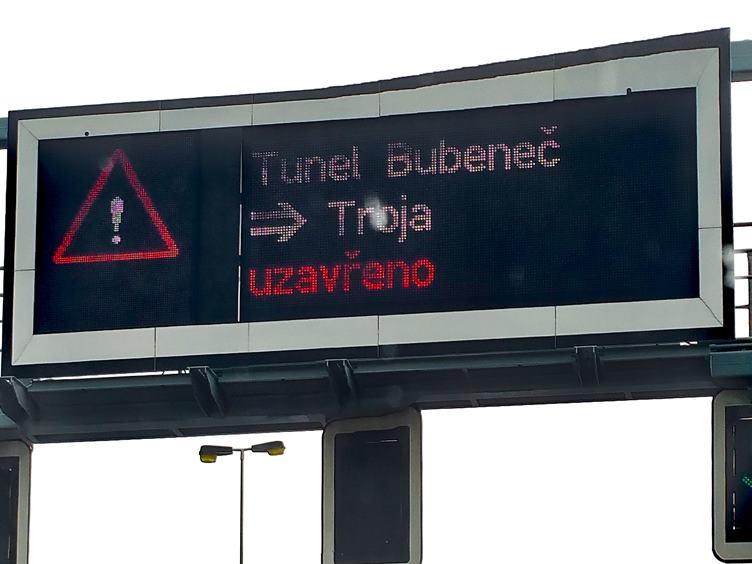 Tunel Bubeneč
⇒ Troja
uzavřeno